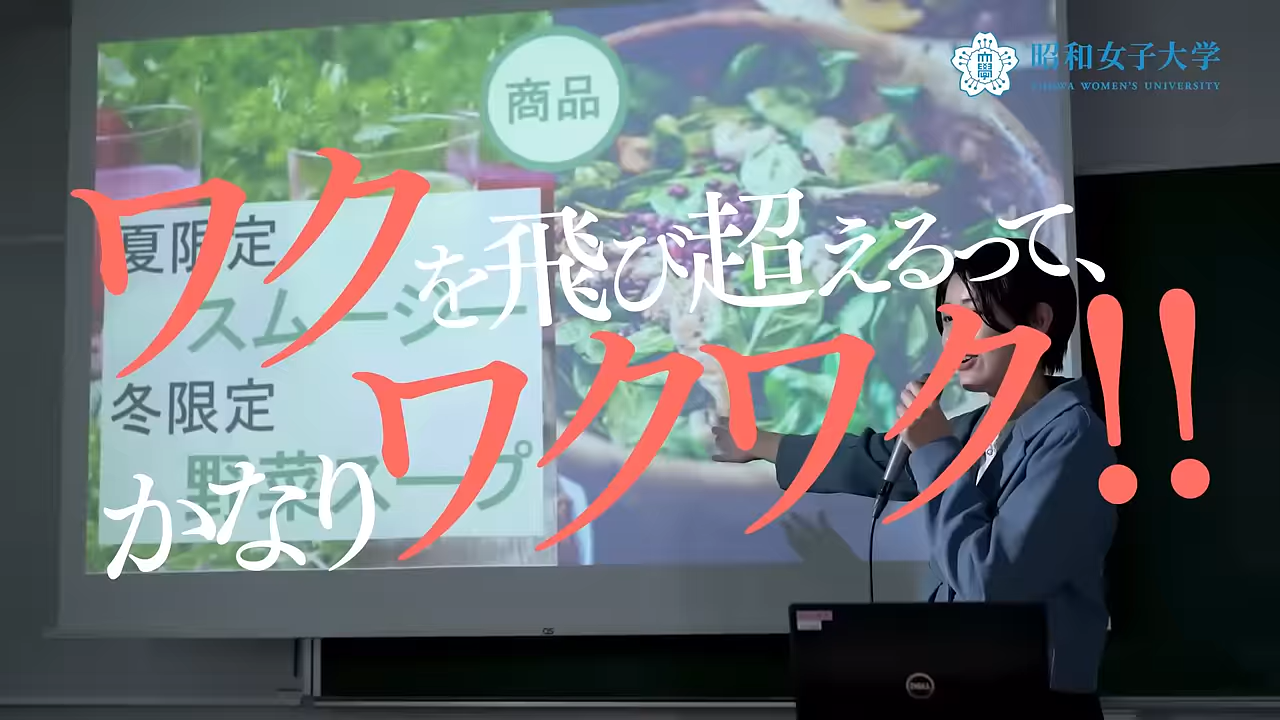 昭和女子大学
SHOWA WOMEN'S UNIVERSITY
商品
ワクを飛び超えるって、
かなりワクワク!!
夏限定
スムージー
冬限定
野菜スープ
DELL